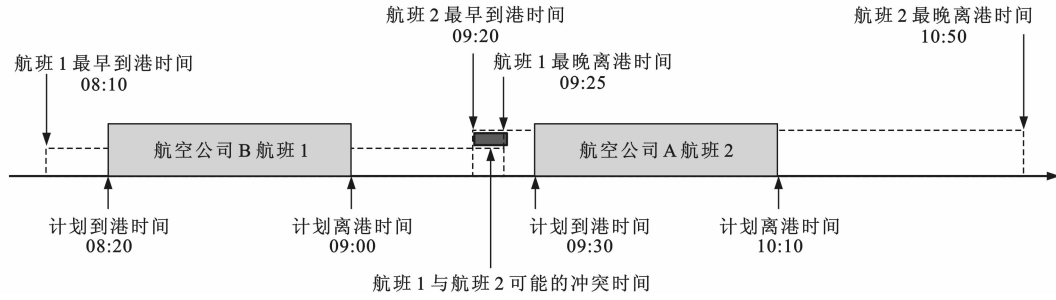 航班2最早到港时间
09:20
航班2最晚离港时间
10:50
航班1最早到港时间
08:10
航班1最晚离港时间
09:25
航空公司B航班1
航空公司A航班2
计划到港时间
08:20
计划离港时间
09:00
计划到港时间
09:30
计划离港时间
10:10
航班1与航班2可能的冲突时间